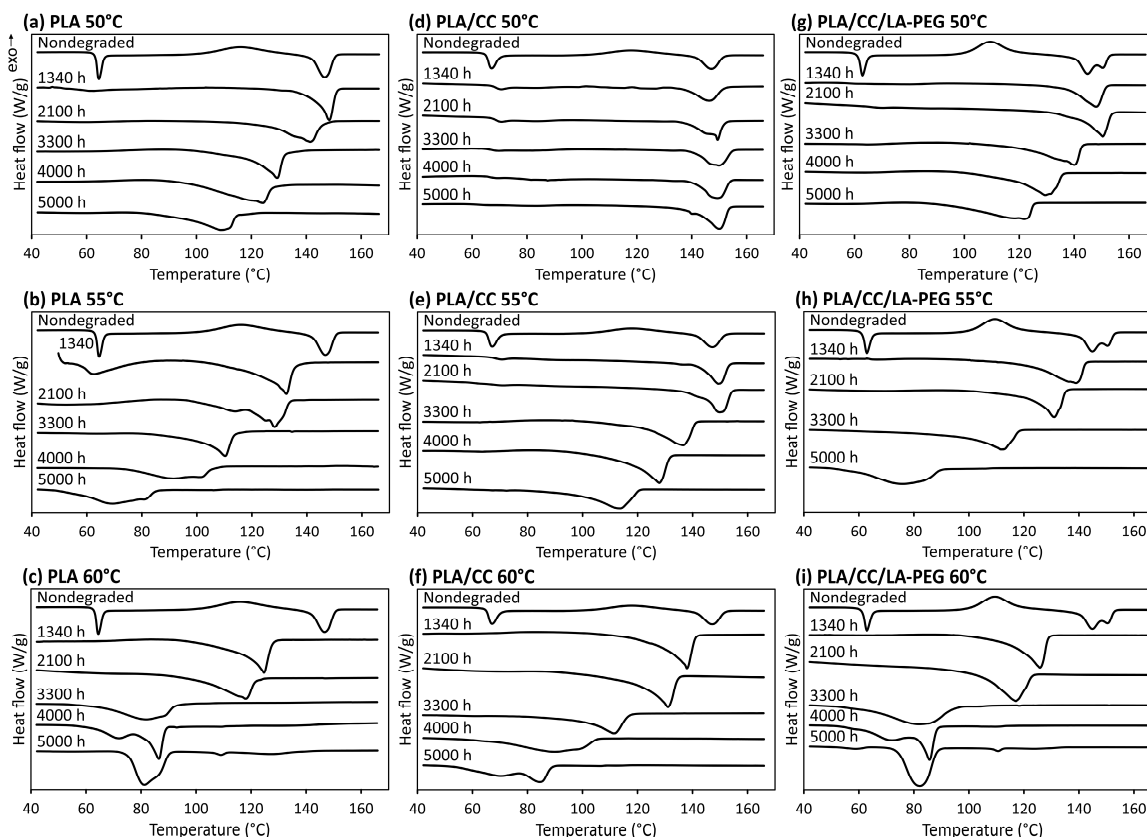 (a) PLA 50°C
exo→
Heat flow (W/g)
Nondegraded
1340 h
2100 h
3300 h
4000 h
5000 h
40 60 80 100 120 140 160
Temperature (°C)
(d) PLA/CC 50°C
Heat flow (W/g)
Nondegraded
1340 h
2100 h
3300 h
4000 h
5000 h
40 60 80 100 120 140 160
Temperature (°C)
(g) PLA/CC/LA-PEG 50°C
Heat flow (W/g)
Nondegraded
1340 h
2100 h
3300 h
4000 h
5000 h
40 60 80 100 120 140 160
Temperature (°C)
(b) PLA 55°C
Heat flow (W/g)
Nondegraded
1340
2100 h
3300 h
4000 h
5000 h
40 60 80 100 120 140 160
Temperature (°C)
(e) PLA/CC 55°C
Heat flow (W/g)
Nondegraded
1340 h
2100 h
3300 h
4000 h
5000 h
40 60 80 100 120 140 160
Temperature (°C)
(h) PLA/CC/LA-PEG 55°C
Heat flow (W/g)
Nondegraded
1340 h
2100 h
3300 h
5000 h
40 60 80 100 120 140 160
Temperature (°C)
(c) PLA 60°C
Heat flow (W/g)
Nondegraded
1340 h
2100 h
3300 h
4000 h
5000 h
40 60 80 100 120 140 160
Temperature (°C)
(f) PLA/CC 60°C
Heat flow (W/g)
Nondegraded
1340 h
2100 h
3300 h
4000 h
5000 h
40 60 80 100 120 140 160
Temperature (°C)
(i) PLA/CC/LA-PEG 60°C
Heat flow (W/g)
Nondegraded
1340 h
2100 h
3300 h
4000 h
5000 h
40 60 80 100 120 140 160
Temperature (°C)